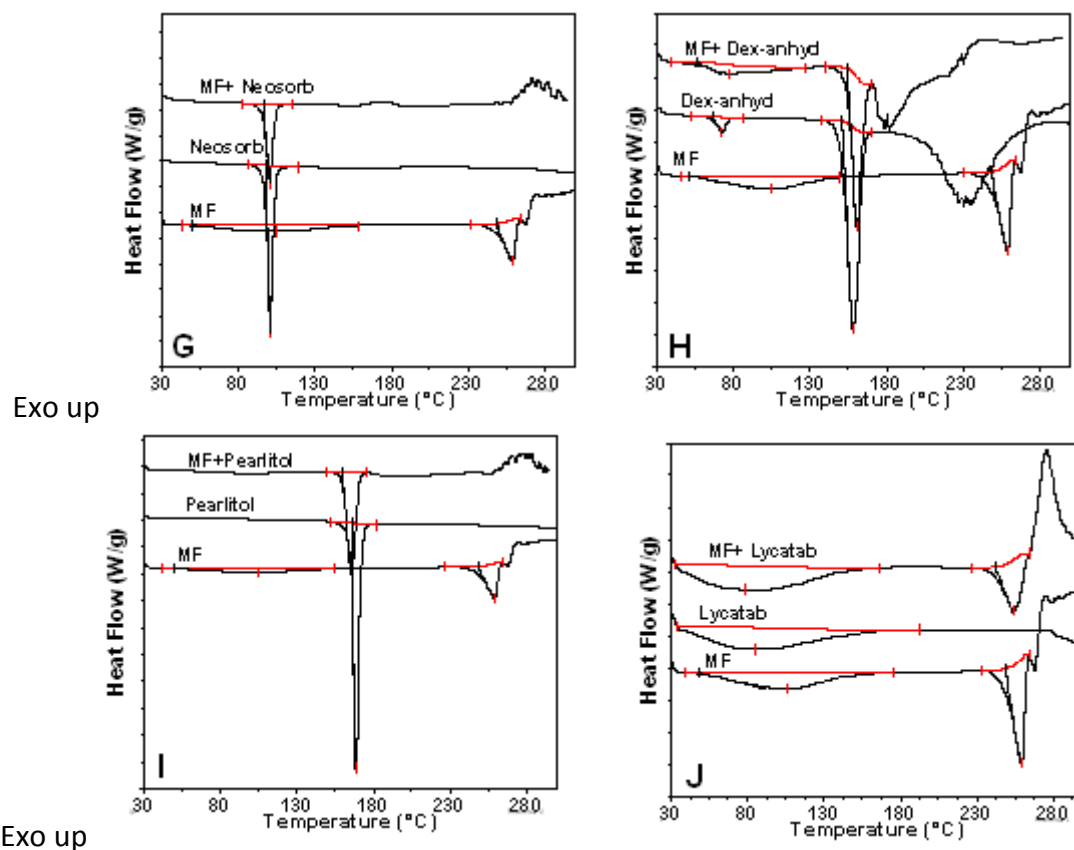 MF+ Neosorb
Neosorb
MF
Heat Flow (W/g)
G
30 80 130 180 230 280
Temperature (°C)
MF+ Dex-anhyd
Dex-anhyd
MF
Heat Flow (W/g)
H
30 80 130 180 230 280
Temperature (°C)
Exo up
MF+Pearlitol
Pearlitol
MF
Heat Flow (W/g)
I
30 80 130 180 230 280
Temperature (°C)
MF+ Lycatab
Lycatab
MF
Heat Flow (W/g)
J
30 80 130 180 230 280
Temperature (°C)
Exo up